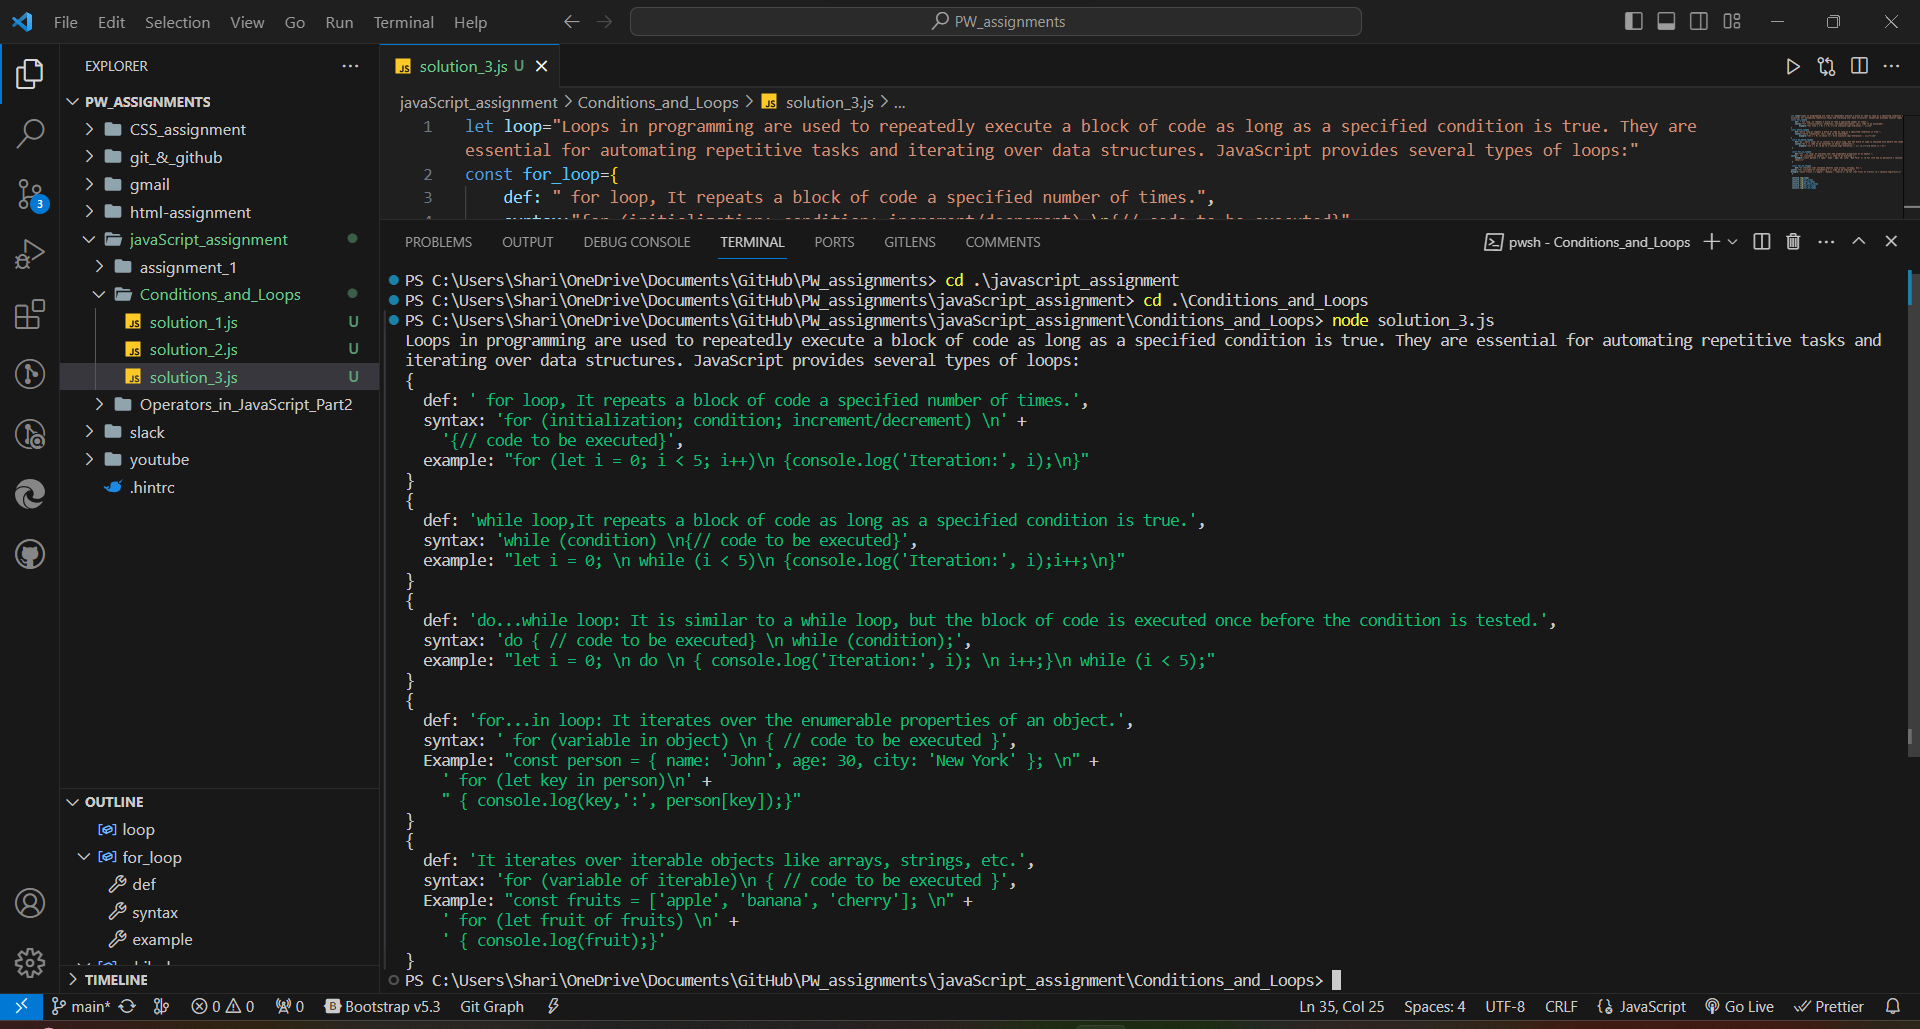 File Edit Selection View Go Run Terminal Help
PW_assignments
EXPLORER
PW_ASSIGNMENTS
CSS_assignment
git_&_github
gmail
html-assignment
javaScript_assignment
assignment_1
Conditions_and_Loops
JS solution_1.js U
JS solution_2.js U
JS solution_3.js U
Operators_in_JavaScript_Part2
slack
youtube
.hintrc
3
OUTLINE
loop
for_loop
def
syntax
example
TIMELINE
JS solution_3.js U
javaScript_assignment > Conditions_and_Loops > JS solution_3.js > ...
1 let loop="Loops in programming are used to repeatedly execute a block of code as long as a specified condition is true. They are
essential for automating repetitive tasks and iterating over data structures. JavaScript provides several types of loops:"
2 const for_loop={
3 def: " for loop, It repeats a block of code a specified number of times.",
syntax:"for (initialization; condition; increment/decrement) \n{// code to be executed}"
PROBLEMS OUTPUT DEBUG CONSOLE TERMINAL PORTS GITLENS COMMENTS
pwsh - Conditions_and_Loops
PS C:\Users\Shari\OneDrive\Documents\GitHub\PW_assignments> cd .\javascript_assignment
PS C:\Users\Shari\OneDrive\Documents\GitHub\PW_assignments\javaScript_assignment> cd .\Conditions_and_Loops
PS C:\Users\Shari\OneDrive\Documents\GitHub\PW_assignments\javaScript_assignment\Conditions_and_Loops> node solution_3.js
Loops in programming are used to repeatedly execute a block of code as long as a specified condition is true. They are essential for automating repetitive tasks and
iterating over data structures. JavaScript provides several types of loops:
{
def: ' for loop, It repeats a block of code a specified number of times.',
syntax: 'for (initialization; condition; increment/decrement) \n' +
'{// code to be executed}',
example: "for (let i = 0; i < 5; i++)\n {console.log('Iteration:', i);\n}"
}
{
def: 'while loop,It repeats a block of code as long as a specified condition is true.',
syntax: 'while (condition) \n{// code to be executed}',
example: "let i = 0; \n while (i < 5)\n {console.log('Iteration:', i);i++;\n}"
}
{
def: 'do...while loop: It is similar to a while loop, but the block of code is executed once before the condition is tested.',
syntax: 'do { // code to be executed} \n while (condition);',
example: "let i = 0; \n do \n { console.log('Iteration:', i); \n i++;}\n while (i < 5);"
}
{
def: 'for...in loop: It iterates over the enumerable properties of an object.',
syntax: ' for (variable in object) \n { // code to be executed }',
Example: "const person = { name: 'John', age: 30, city: 'New York' }; \n" +
' for (let key in person)\n' +
" { console.log(key,':', person[key]);}"
}
{
def: 'It iterates over iterable objects like arrays, strings, etc.',
syntax: 'for (variable of iterable)\n { // code to be executed }',
Example: "const fruits = ['apple', 'banana', 'cherry']; \n" +
' for (let fruit of fruits) \n' +
' { console.log(fruit);}'
}
PS C:\Users\Shari\OneDrive\Documents\GitHub\PW_assignments\javaScript_assignment\Conditions_and_Loops>
main* 0 0 0 Bootstrap v5.3 Git Graph Ln 35, Col 25 Spaces: 4 UTF-8 CRLF {} JavaScript Go Live Prettier